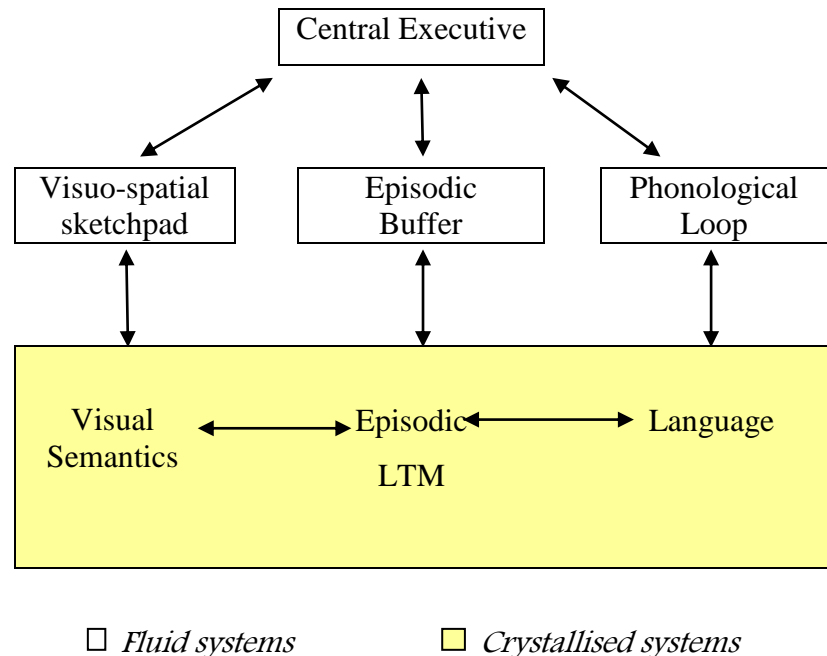 Central Executive
Visuo-spatial
sketchpad
Episodic
Buffer
Phonological
Loop
Visual
Semantics
Episodic
LTM
Language
Fluid systems
Crystallised systems